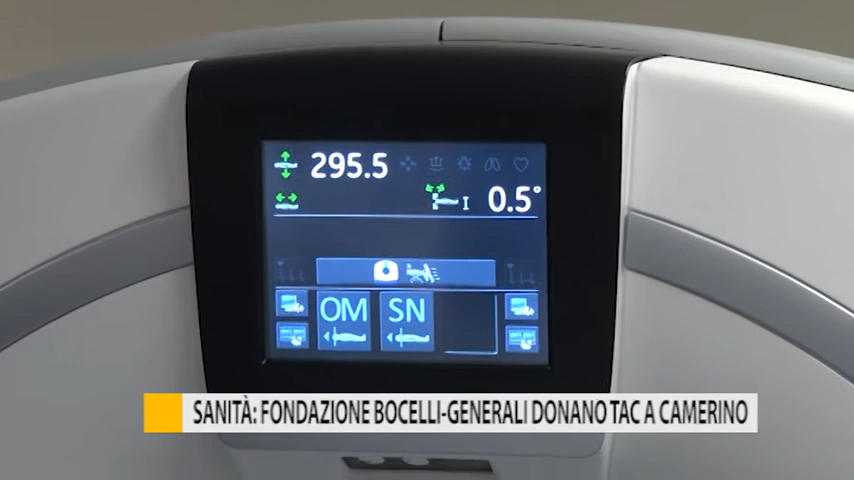 295.5
I 0.5°
OM SN
SANITÀ: FONDAZIONE BOCELLI-GENERALI DONANO TAC A CAMERINO